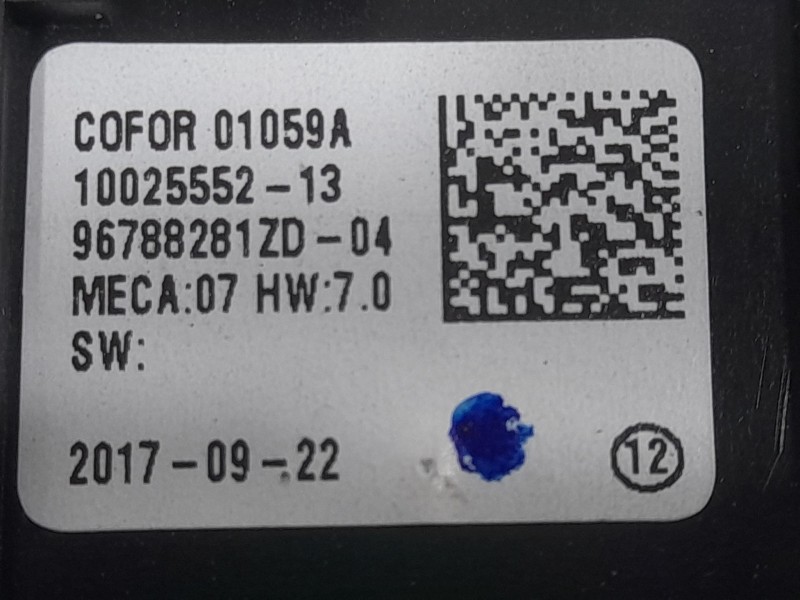 COFOR 01059A
10025552-13
96788281ZD-04
MECA:07 HW:7.0
SW:
2017-09-22
12